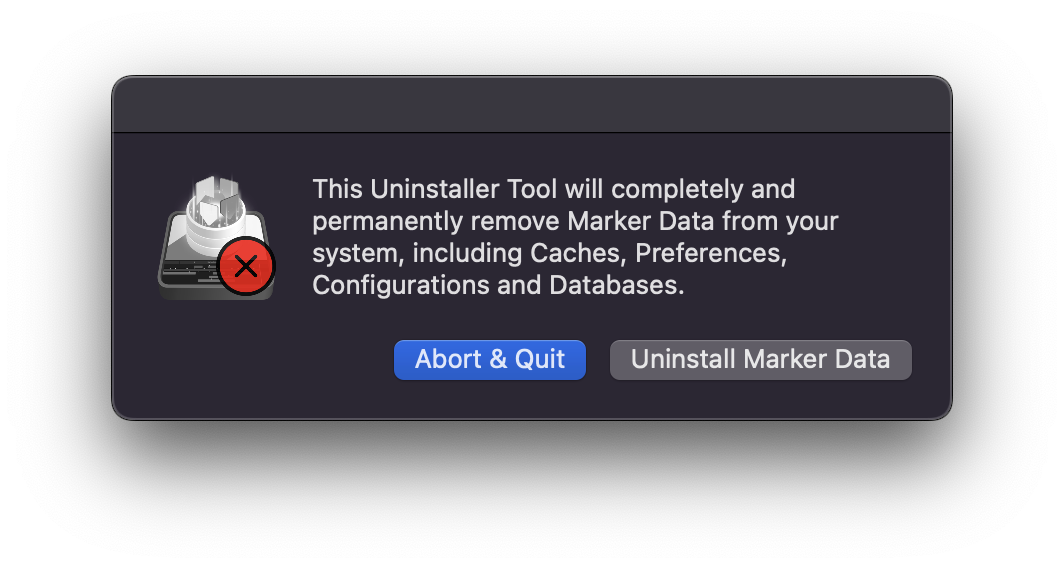 This Uninstaller Tool will completely and
permanently remove Marker Data from your
system, including Caches, Preferences,
Configurations and Databases.
Abort & Quit
Uninstall Marker Data